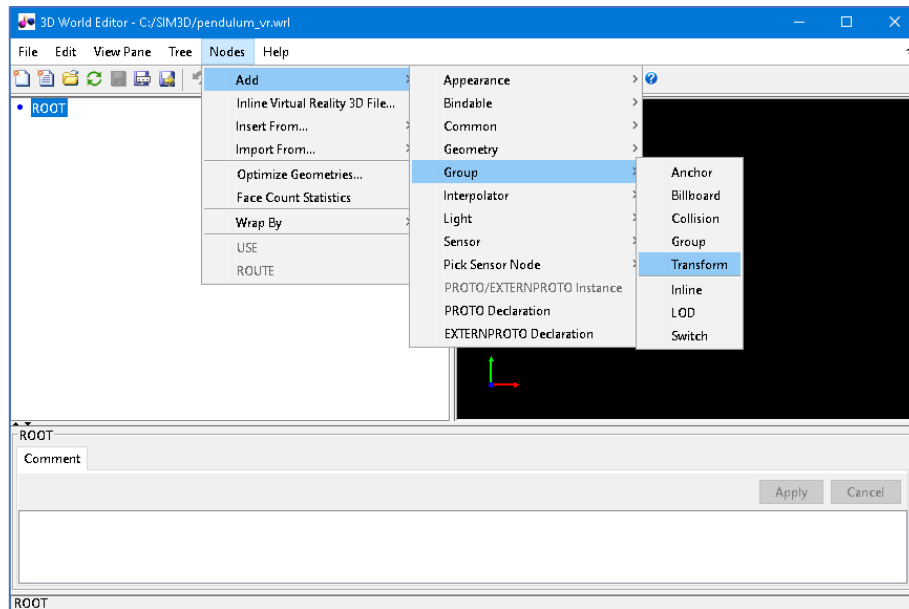 3D World Editor - C:/SIM3D/pendulum_vr.wrl
File Edit View Pane Tree Nodes Help
ROOT
Add
Inline Virtual Reality 3D File...
Insert From...
Import From...
Optimize Geometries...
Face Count Statistics
Wrap By
USE
ROUTE
Appearance
Bindable
Common
Geometry
Group
Interpolator
Light
Sensor
Pick Sensor Node
PROTO/EXTERNPROTO Instance
PROTO Declaration
EXTERNPROTO Declaration
Anchor
Billboard
Collision
Group
Transform
Inline
LOD
Switch
ROOT
Comment
Apply Cancel
ROOT